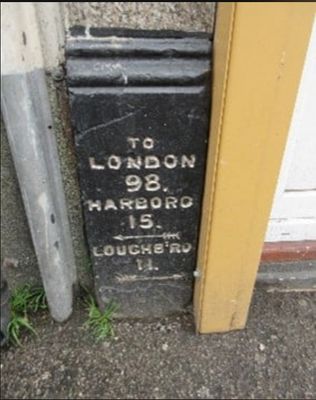 TO
LONDON
98.
HARBORO
15.
LOUGHB'RO
11.